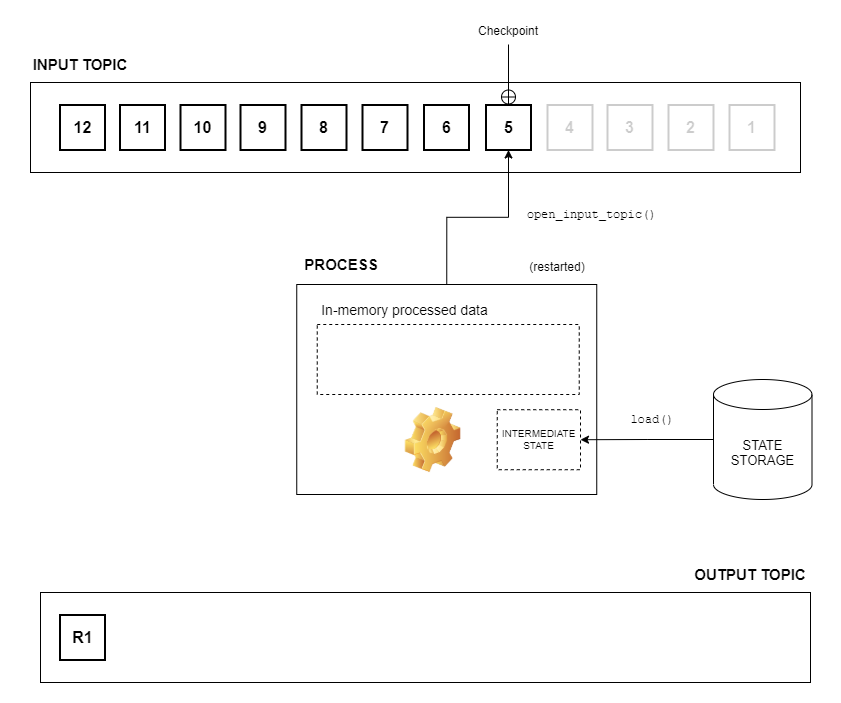 Checkpoint
INPUT TOPIC
12 11 10 9 8 7 6 5 4 3 2 1
open_input_topic()
PROCESS
(restarted)
In-memory processed data
INTERMEDIATE
STATE
load()
STATE
STORAGE
OUTPUT TOPIC
R1